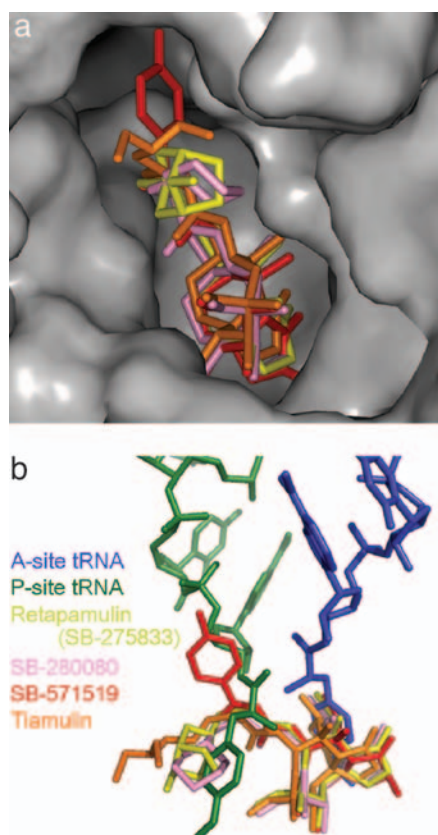 a
b
A-site tRNA
P-site tRNA
Retapamulin
(SB-275833)
SB-280080
SB-571519
Tiamulin